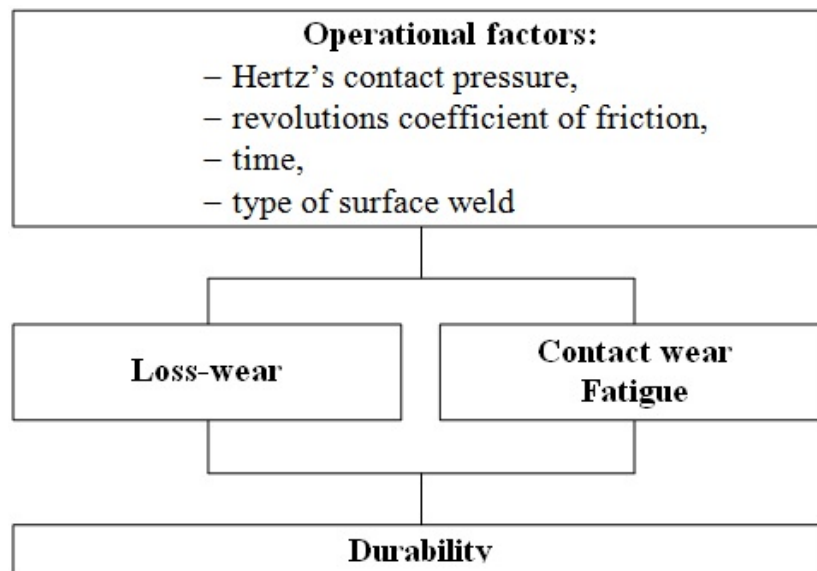 Operational factors:
– Hertz’s contact pressure,
– revolutions coefficient of friction,
– time,
– type of surface weld
Loss-wear
Contact wear
Fatigue
Durability